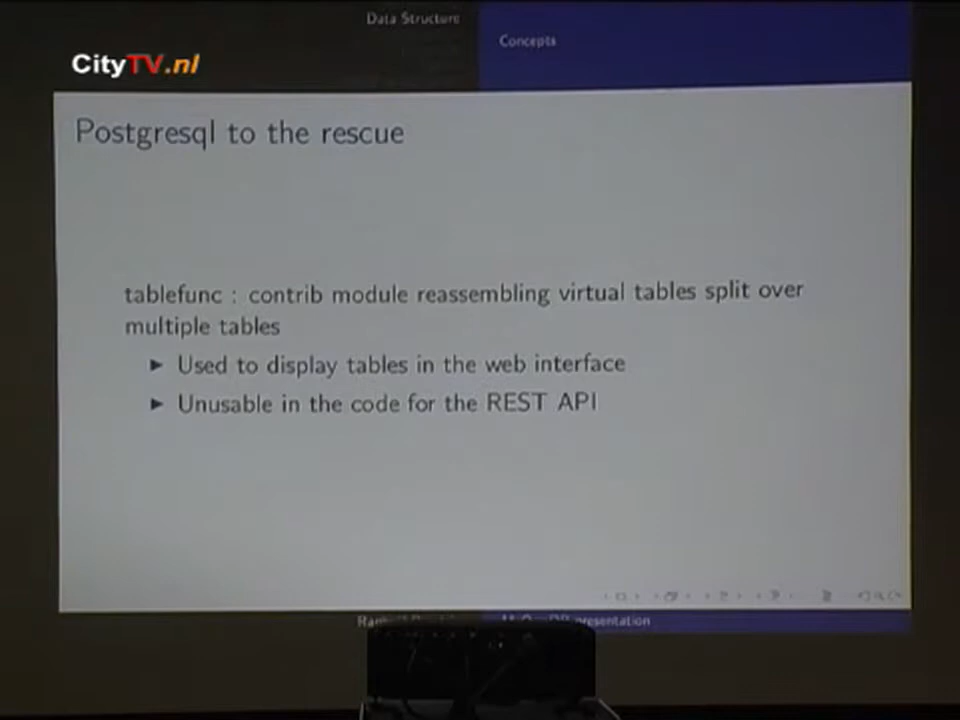 Data Structure
Concepts
CityTV.nl
Postgresql to the rescue
tablefunc : contrib module reassembling virtual tables split over
multiple tables
► Used to display tables in the web interface
► Unusable in the code for the REST API